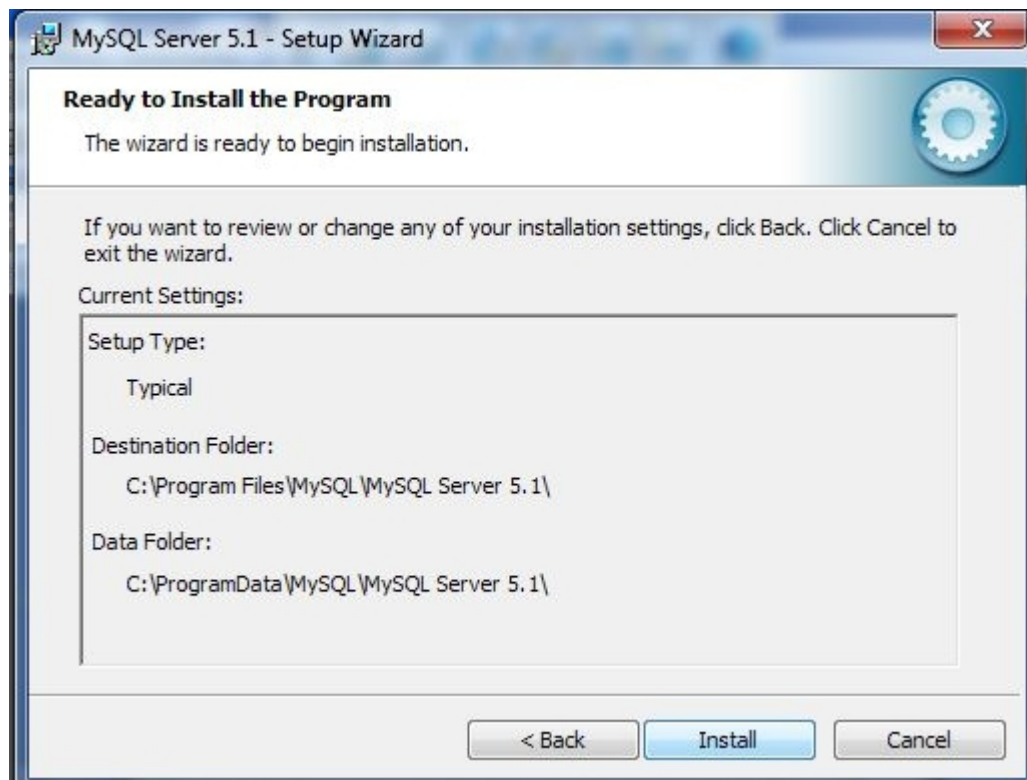 MySQL Server 5.1 - Setup Wizard
Ready to Install the Program
The wizard is ready to begin installation.
If you want to review or change any of your installation settings, click Back. Click Cancel to
exit the wizard.
Current Settings:
Setup Type:
Typical
Destination Folder:
C:\Program Files\MySQL\MySQL Server 5.1\
Data Folder:
C:\ProgramData\MySQL\MySQL Server 5.1\
< Back Install Cancel